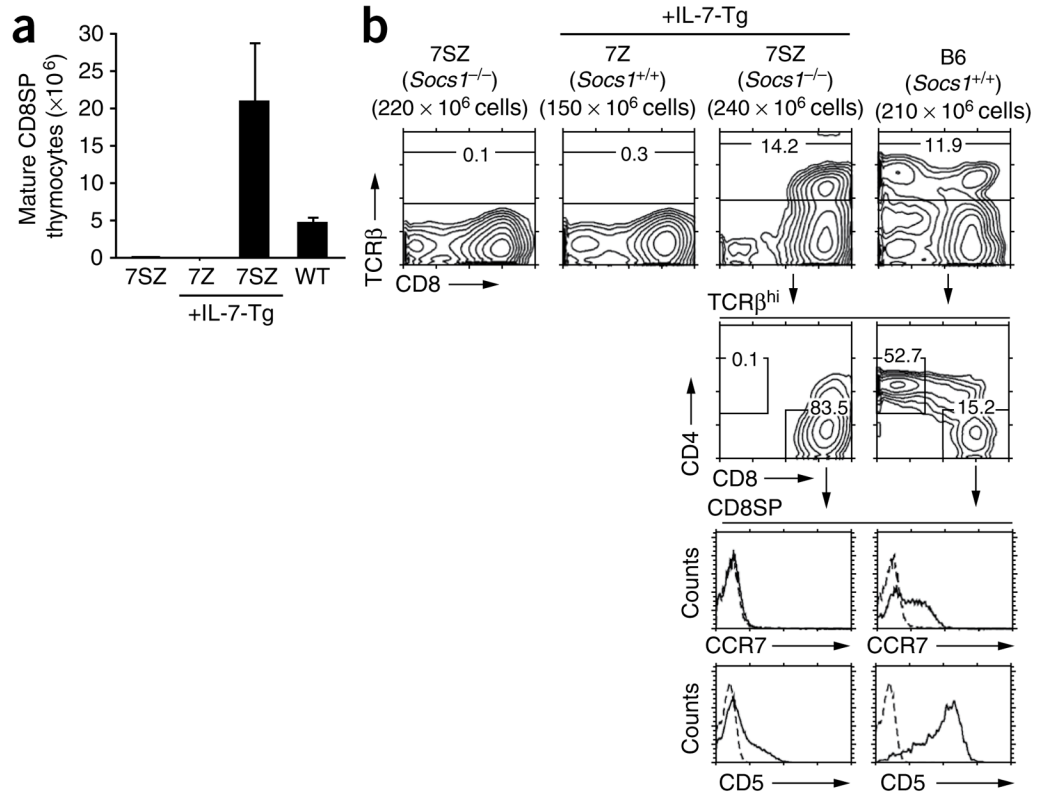 a
Mature CD8SP
thymocytes (×10⁶)
30
25
20
15
10
5
0
7SZ 7Z 7SZ WT
+IL-7-Tg
b
+IL-7-Tg
7SZ 7Z 7SZ B6
(Socs1⁻/⁻) (Socs1⁺/⁺) (Socs1⁻/⁻) (Socs1⁺/⁺)
(220 × 10⁶ cells) (150 × 10⁶ cells) (240 × 10⁶ cells) (210 × 10⁶ cells)
0.1 0.3 14.2 11.9
TCRβ
CD8
TCRβʰⁱ
0.1 83.5 52.7 15.2
CD4
CD8
CD8SP
Counts Counts
CCR7 CCR7
Counts
CD5 CD5